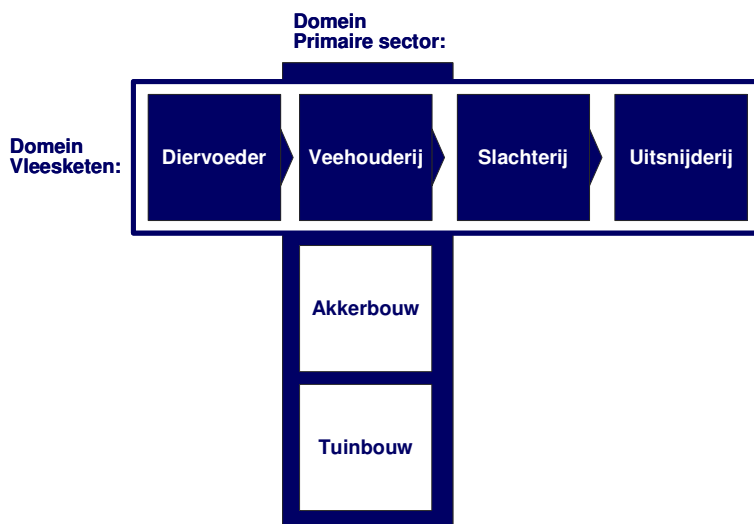 Domein
Primaire sector:
Domein
Vleesketen:
Diervoeder
Veehouderij
Slachterij
Uitsnijderij
Akkerbouw
Tuinbouw